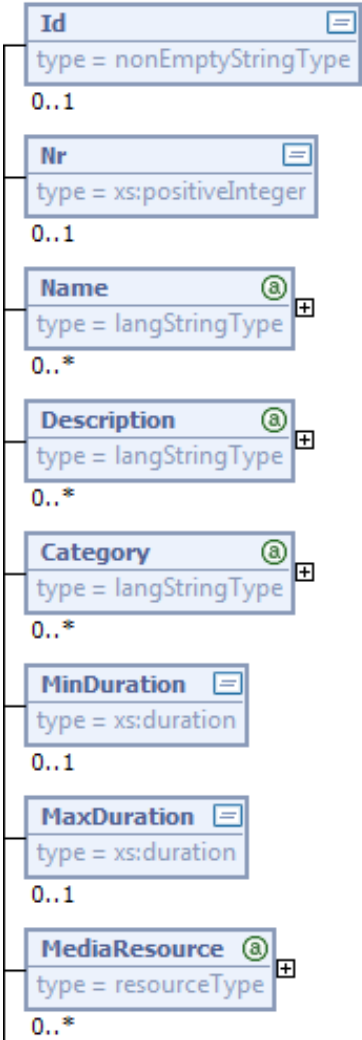 Id
type = nonEmptyStringType
0..1
Nr
type = xs:positiveInteger
0..1
Name
type = langStringType
0..*
Description
type = langStringType
0..*
Category
type = langStringType
0..*
MinDuration
type = xs:duration
0..1
MaxDuration
type = xs:duration
0..1
MediaResource
type = resourceType
0..*